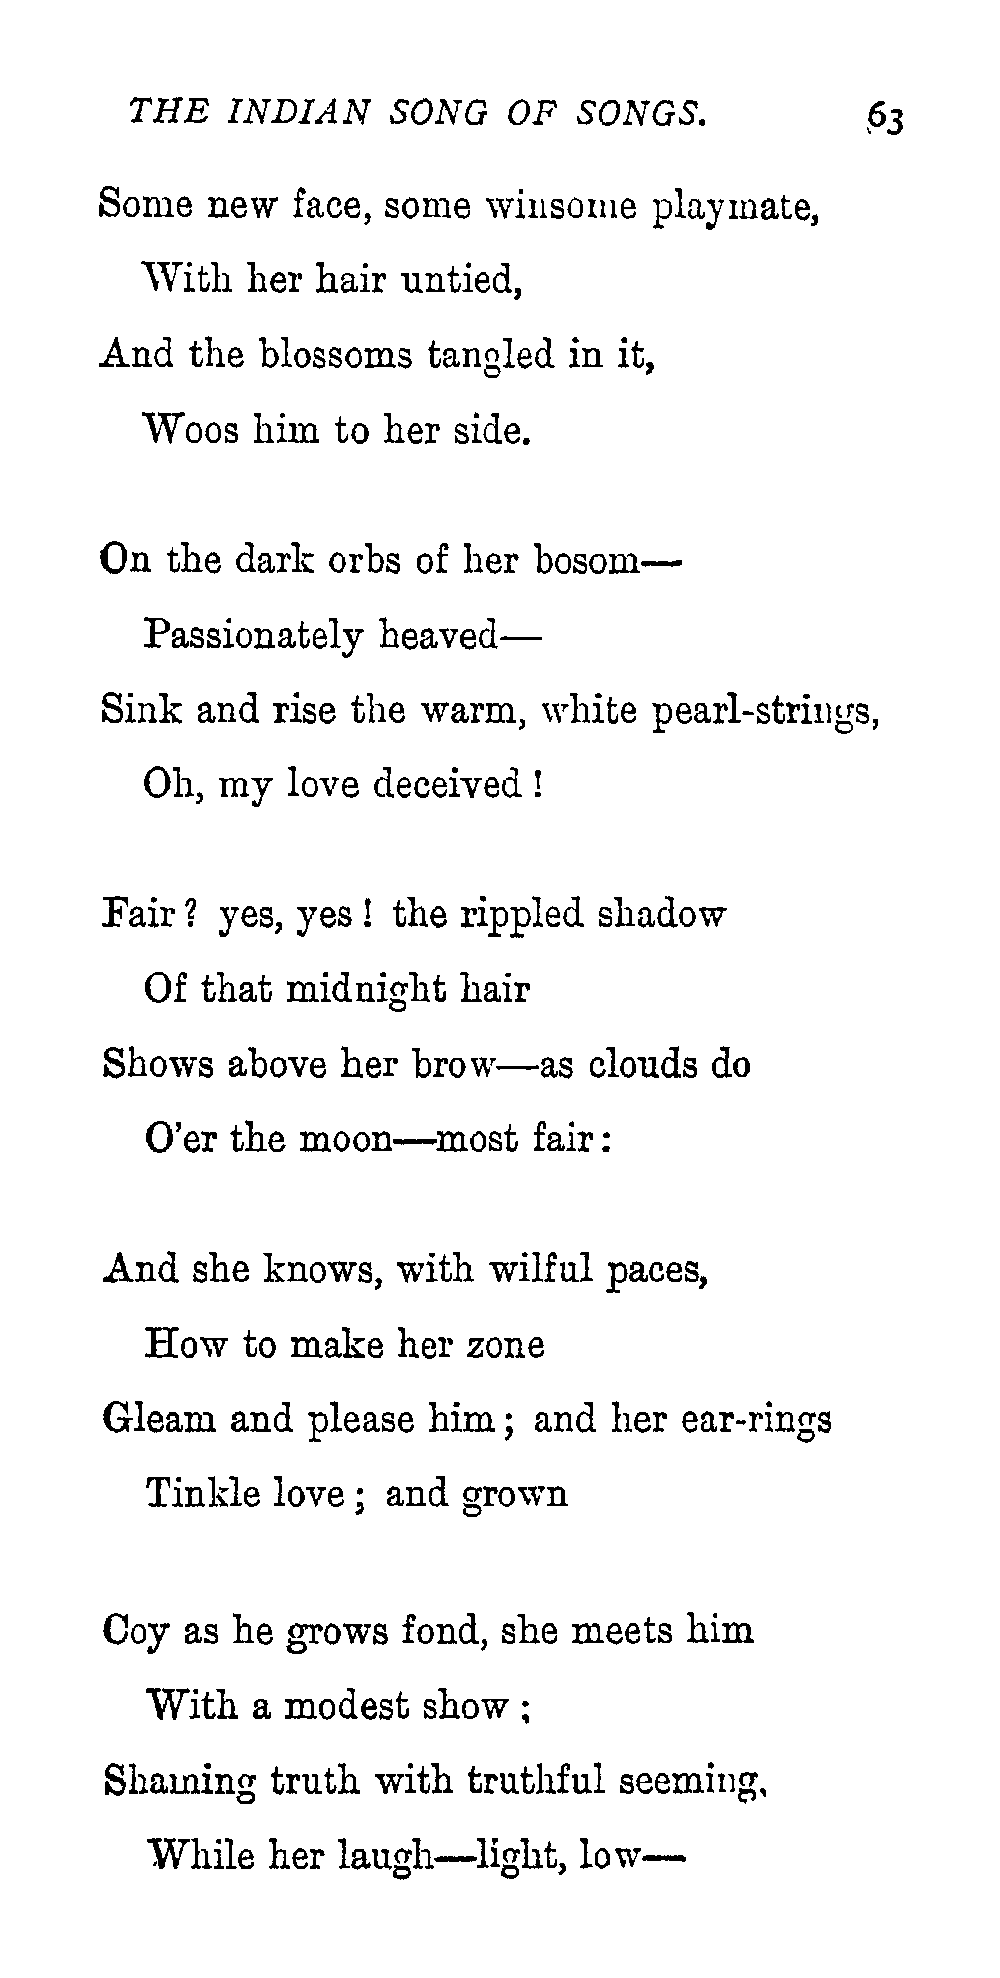 THE INDIAN SONG OF SONGS. 63
Some new face, some winsome playmate,
With her hair untied,
And the blossoms tangled in it,
Woos him to her side.
On the dark orbs of her bosom—
Passionately heaved—
Sink and rise the warm, white pearl-strings,
Oh, my love deceived !
Fair ? yes, yes ! the rippled shadow
Of that midnight hair
Shows above her brow—as clouds do
O'er the moon—most fair :
And she knows, with wilful paces,
How to make her zone
Gleam and please him ; and her ear-rings
Tinkle love ; and grown
Coy as he grows fond, she meets him
With a modest show ;
Shaming truth with truthful seeming,
While her laugh—light, low—